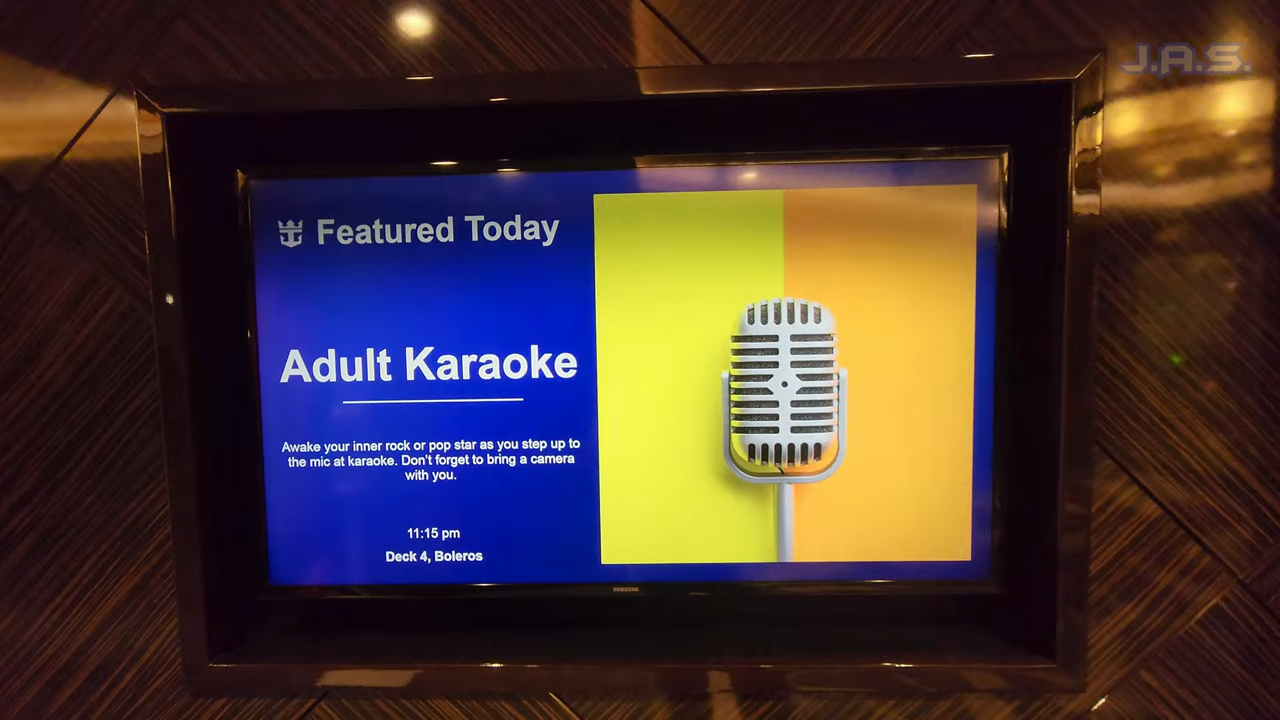 J.A.S.
Featured Today
Adult Karaoke
Awake your inner rock or pop star as you step up to
the mic at karaoke. Don't forget to bring a camera
with you.
11:15 pm
Deck 4, Boleros
SAMSUNG